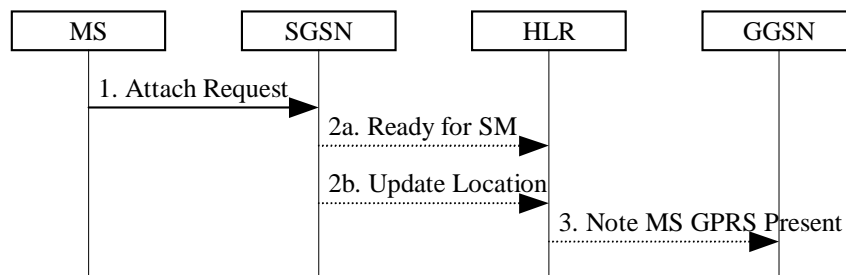 MS
SGSN
HLR
GGSN
1. Attach Request
2a. Ready for SM
2b. Update Location
3. Note MS GPRS Present